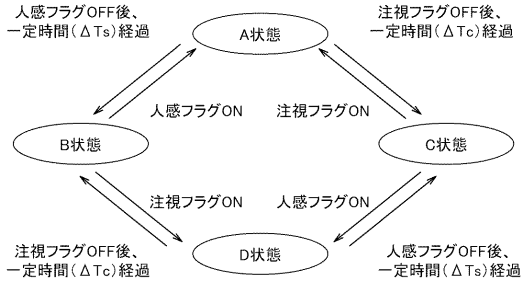 人感フラグOFF後、
一定時間(ΔTs)経過
注視フラグOFF後、
一定時間(ΔTc)経過
A状態
人感フラグON
注視フラグON
B状態
C状態
注視フラグON
人感フラグON
注視フラグOFF後、
一定時間(ΔTc)経過
D状態
人感フラグOFF後、
一定時間(ΔTs)経過